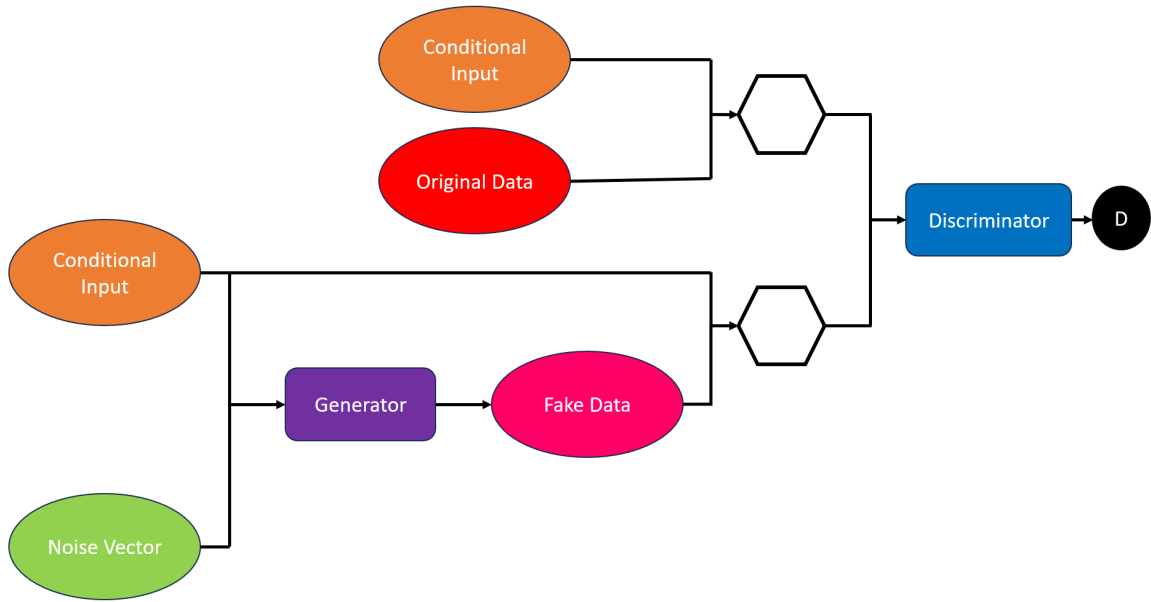 Conditional
Input
Original Data
Conditional
Input
Discriminator
D
Generator
Fake Data
Noise Vector